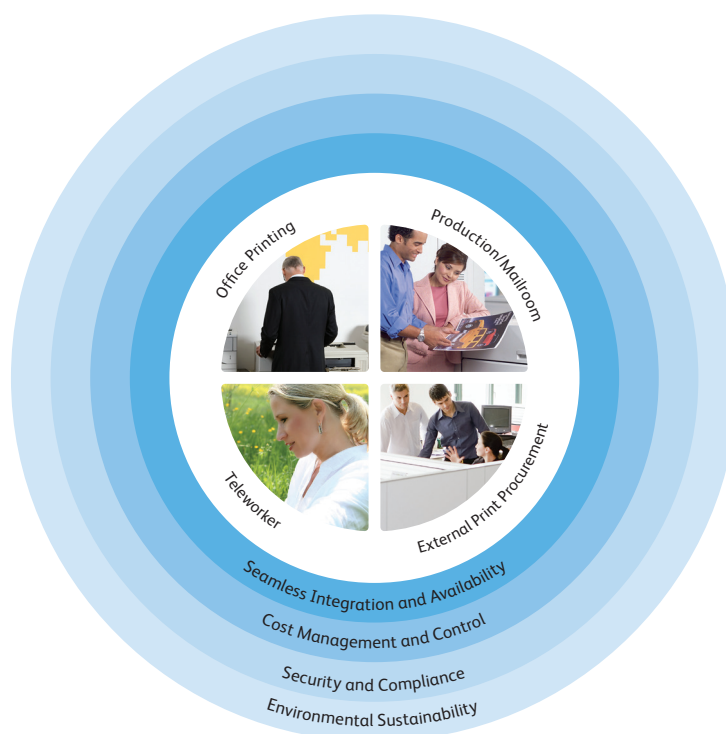 Office Printing
Production/Mailroom
Teleworker
External Print Procurement
Seamless Integration and Availability
Cost Management and Control
Security and Compliance
Environmental Sustainability